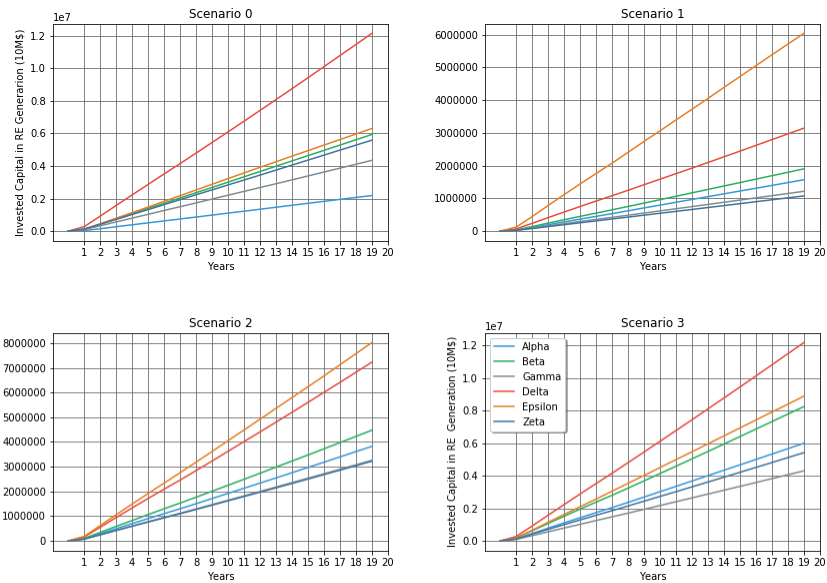 Scenario 0
1e7
1.2
1.0
0.8
0.6
0.4
0.2
0.0
Invested Capital in RE Generarion (10M$)
1 2 3 4 5 6 7 8 9 10 11 12 13 14 15 16 17 18 19 20
Years
Scenario 1
6000000
5000000
4000000
3000000
2000000
1000000
0
1 2 3 4 5 6 7 8 9 10 11 12 13 14 15 16 17 18 19 20
Years
Scenario 2
8000000
7000000
6000000
5000000
4000000
3000000
2000000
1000000
0
1 2 3 4 5 6 7 8 9 10 11 12 13 14 15 16 17 18 19 20
Years
Scenario 3
1e7
1.2
1.0
0.8
0.6
0.4
0.2
0.0
Invested Capital in RE Generation (10M$)
Alpha
Beta
Gamma
Delta
Epsilon
Zeta
1 2 3 4 5 6 7 8 9 10 11 12 13 14 15 16 17 18 19 20
Years